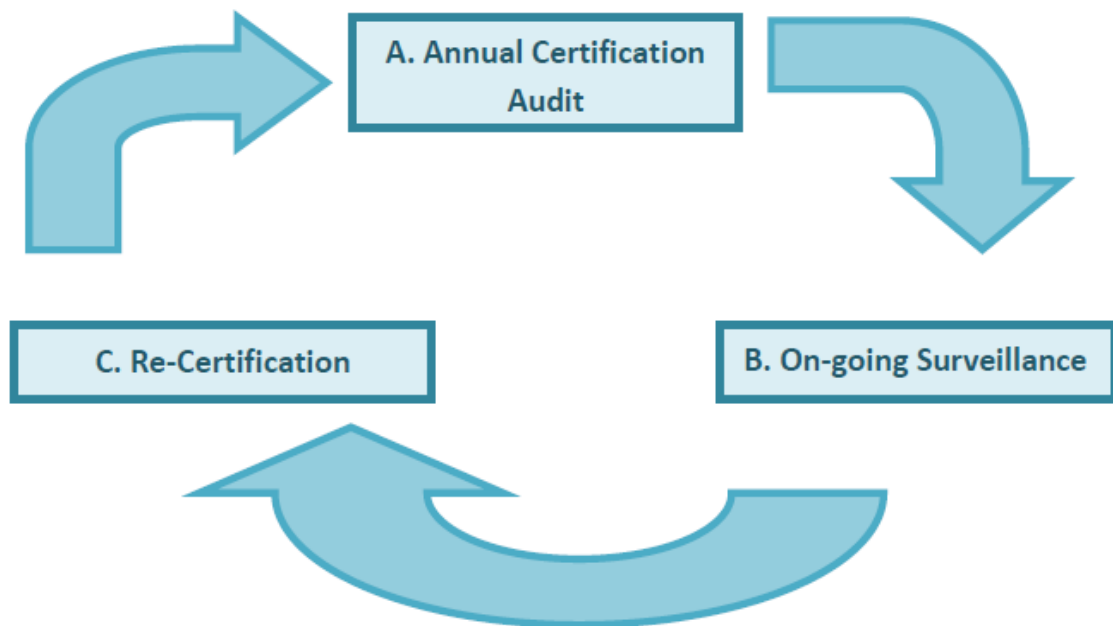 A. Annual Certification
Audit
C. Re-Certification
B. On-going Surveillance